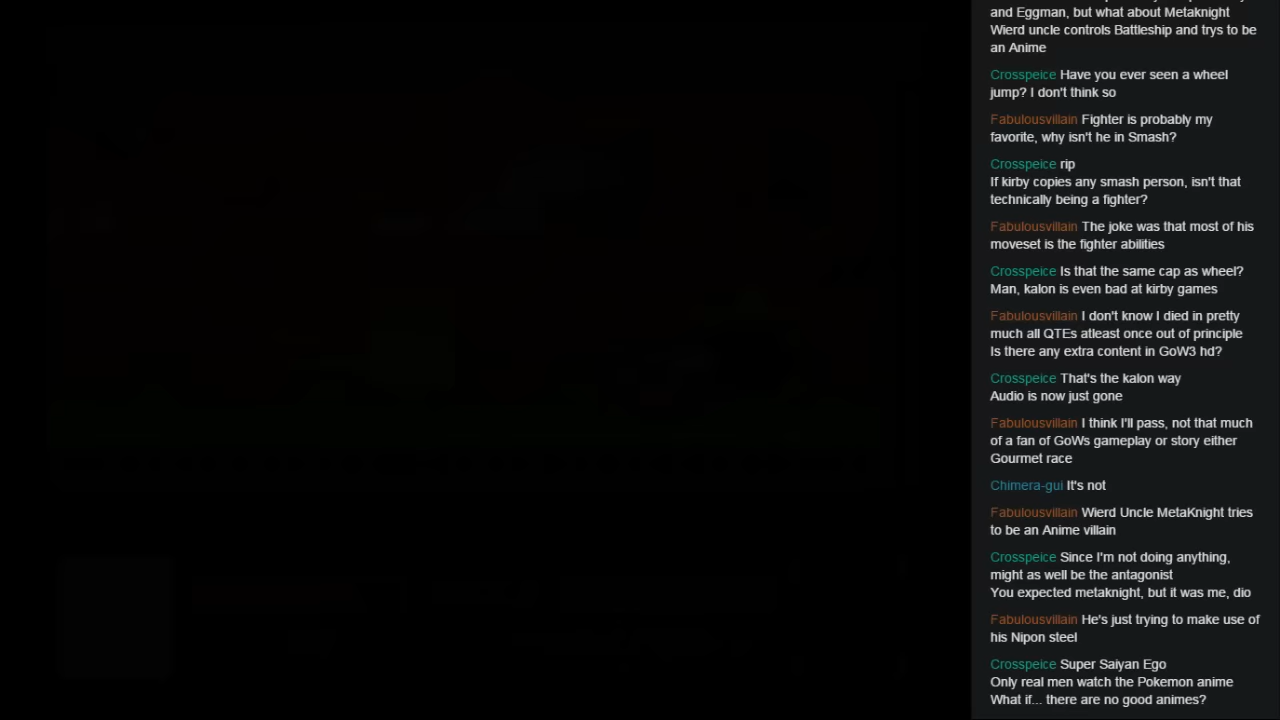 and Eggman, but what about Metaknight
Wierd uncle controls Battleship and trys to be
an Anime
Crosspeice Have you ever seen a wheel
jump? I don't think so
Fabulousvillain Fighter is probably my
favorite, why isn't he in Smash?
Crosspeice rip
If kirby copies any smash person, isn't that
technically being a fighter?
Fabulousvillain The joke was that most of his
moveset is the fighter abilities
Crosspeice Is that the same cap as wheel?
Man, kalon is even bad at kirby games
Fabulousvillain I don't know I died in pretty
much all QTEs atleast once out of principle
Is there any extra content in GoW3 hd?
Crosspeice That's the kalon way
Audio is now just gone
Fabulousvillain I think I'll pass, not that much
of a fan of GoWs gameplay or story either
Gourmet race
Chimera-gui It's not
Fabulousvillain Wierd Uncle MetaKnight tries
to be an Anime villain
Crosspeice Since I'm not doing anything,
might as well be the antagonist
You expected metaknight, but it was me, dio
Fabulousvillain He's just trying to make use of
his Nipon steel
Crosspeice Super Saiyan Ego
Only real men watch the Pokemon anime
What if... there are no good animes?